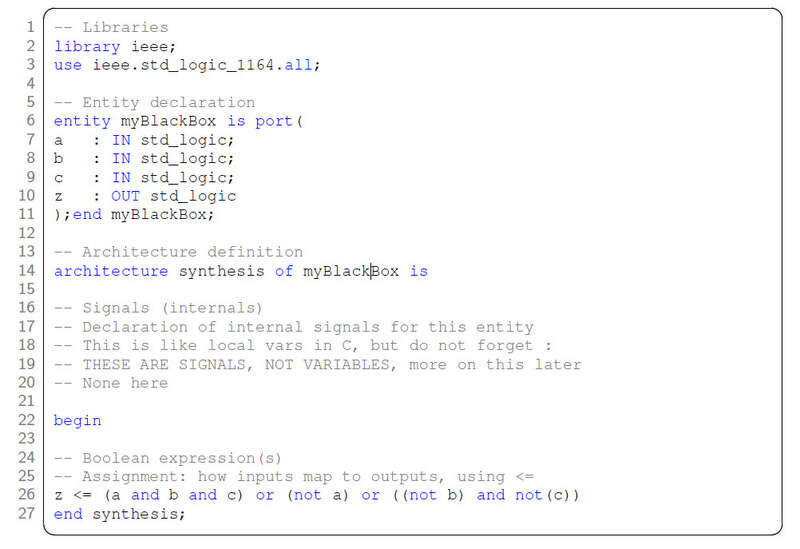 1 -- Libraries
2 library ieee;
3 use ieee.std_logic_1164.all;
4
5 -- Entity declaration
6 entity myBlackBox is port(
7 a   : IN std_logic;
8 b   : IN std_logic;
9 c   : IN std_logic;
10 z   : OUT std_logic
11 );end myBlackBox;
12
13 -- Architecture definition
14 architecture synthesis of myBlackBox is
15
16 -- Signals (internals)
17 -- Declaration of internal signals for this entity
18 -- This is like local vars in C, but do not forget :
19 -- THESE ARE SIGNALS, NOT VARIABLES, more on this later
20 -- None here
21
22 begin
23
24 -- Boolean expression(s)
25 -- Assignment: how inputs map to outputs, using <=
26 z <= (a and b and c) or (not a) or ((not b) and not(c))
27 end synthesis;